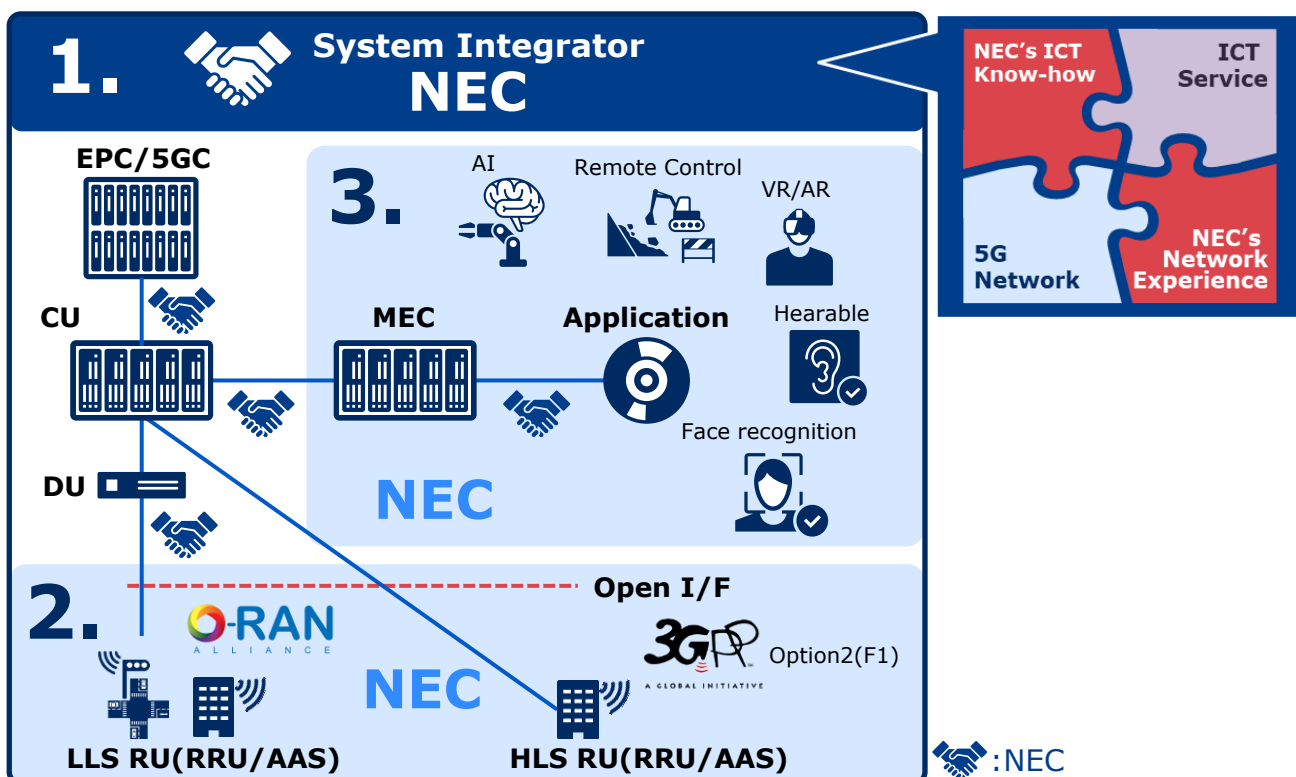 1.
System Integrator
NEC
NEC's ICT
Know-how
ICT
Service
5G
Network
NEC's
Network
Experience
EPC/5GC
3.
AI
Remote Control
VR/AR
CU
MEC
Application
Hearable
Face recognition
DU
NEC
2.
Open I/F
O-RAN
ALLIANCE
3GPP
TM
A GLOBAL INITIATIVE
Option2(F1)
NEC
LLS RU(RRU/AAS)
HLS RU(RRU/AAS)
:NEC